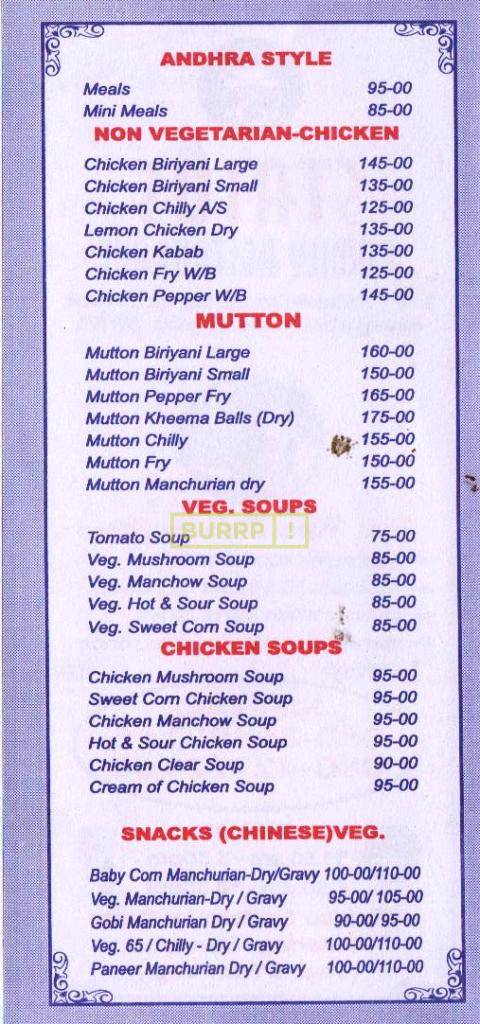 ANDHRA STYLE
Meals 95-00
Mini Meals 85-00
NON VEGETARIAN-CHICKEN
Chicken Biriyani Large 145-00
Chicken Biriyani Small 135-00
Chicken Chilly A/S 125-00
Lemon Chicken Dry 135-00
Chicken Kabab 135-00
Chicken Fry W/B 125-00
Chicken Pepper W/B 145-00
MUTTON
Mutton Biriyani Large 160-00
Mutton Biriyani Small 150-00
Mutton Pepper Fry 165-00
Mutton Kheema Balls (Dry) 175-00
Mutton Chilly 155-00
Mutton Fry 150-00
Mutton Manchurian dry 155-00
VEG. SOUPS
BURRP !
Tomato Soup 75-00
Veg. Mushroom Soup 85-00
Veg. Manchow Soup 85-00
Veg. Hot & Sour Soup 85-00
Veg. Sweet Corn Soup 85-00
CHICKEN SOUPS
Chicken Mushroom Soup 95-00
Sweet Corn Chicken Soup 95-00
Chicken Manchow Soup 95-00
Hot & Sour Chicken Soup 95-00
Chicken Clear Soup 90-00
Cream of Chicken Soup 95-00
SNACKS (CHINESE)VEG.
Baby Corn Manchurian-Dry/Gravy 100-00/110-00
Veg. Manchurian-Dry / Gravy 95-00/ 105-00
Gobi Manchurian Dry / Gravy 90-00/ 95-00
Veg. 65 / Chilly - Dry / Gravy 100-00/110-00
Paneer Manchurian Dry / Gravy 100-00/110-00